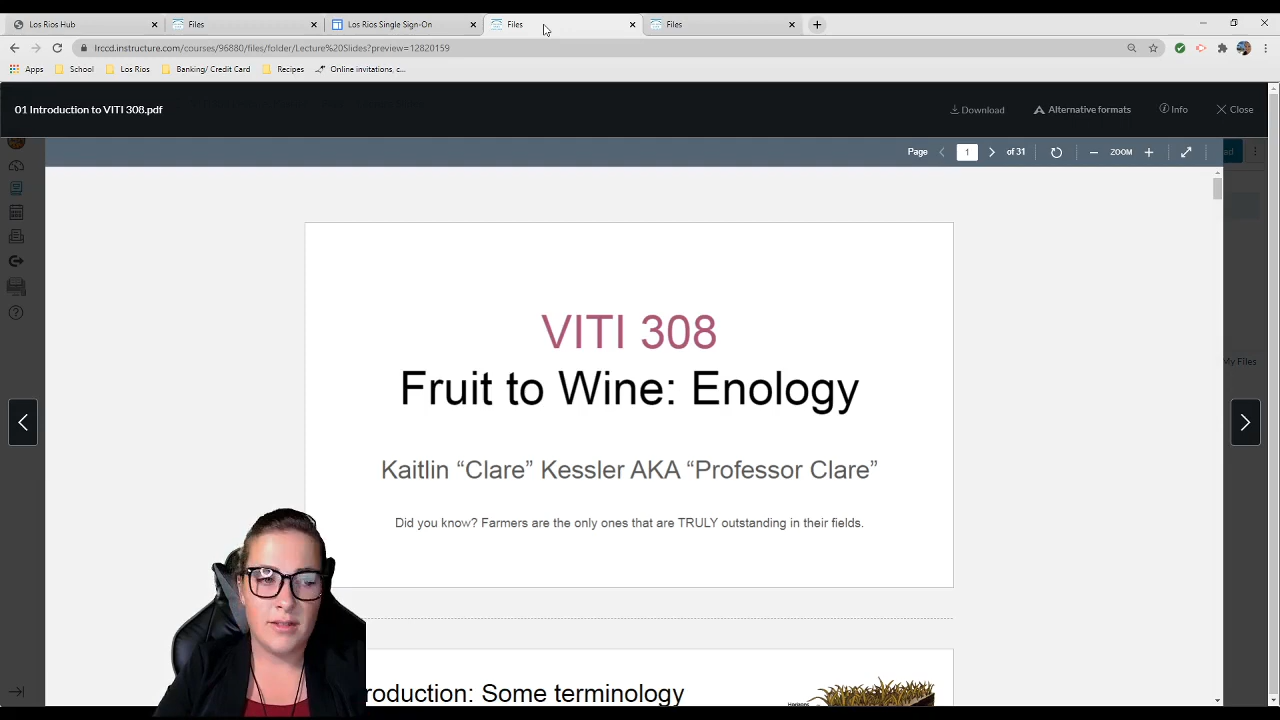 Los Rios Hub
Files
Los Rios Single Sign-On
Files
Files
lrccd.instructure.com/courses/96880/files/folder/Lecture%20Slides?preview=12820159
Apps
School
Los Rios
Banking/ Credit Card
Recipes
Online invitations, c...
01 Introduction to VITI 308.pdf
Download
Alternative formats
Info
Close
Page
1
of 31
ZOOM
VITI 308
Fruit to Wine: Enology
Kaitlin “Clare” Kessler AKA “Professor Clare”
Did you know? Farmers are the only ones that are TRULY outstanding in their fields.
My Files
roduction: Some terminology